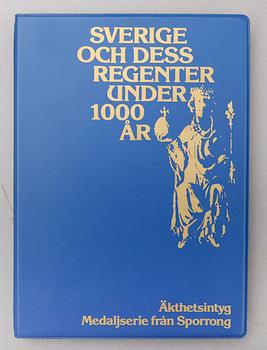 SVERIGE
OCH DESS
REGENTER
UNDER
1000
ÅR
Äkthetsintyg
Medaljserie från Sporrong